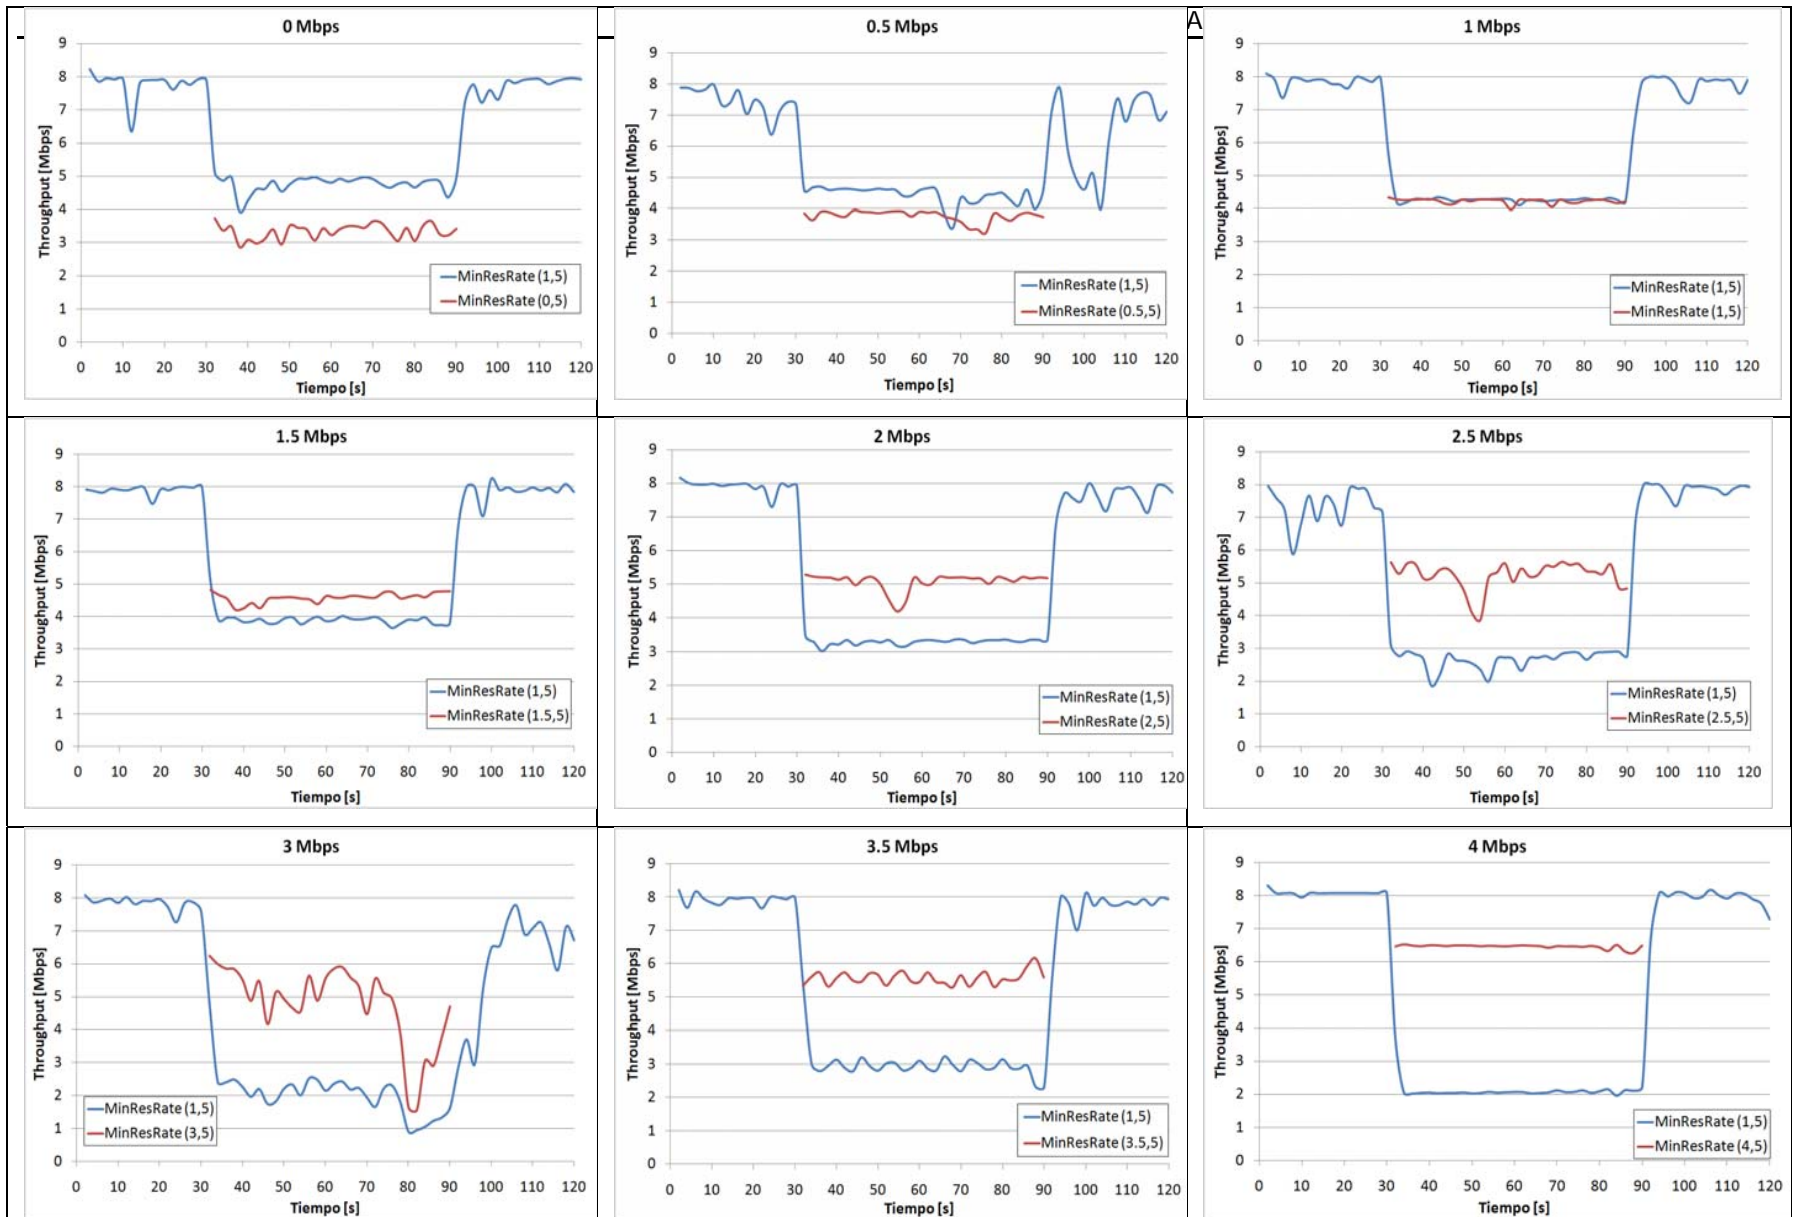 A
0 Mbps
Throughput [Mbps]
9
8
7
6
5
4
3
2
1
0
MinResRate (1,5)
MinResRate (0,5)
0 10 20 30 40 50 60 70 80 90 100 110 120
Tiempo [s]
0.5 Mbps
Throughput [Mbps]
9
8
7
6
5
4
3
2
1
0
MinResRate (1,5)
MinResRate (0.5,5)
0 10 20 30 40 50 60 70 80 90 100 110 120
Tiempo [s]
1 Mbps
Thorughput [Mbps]
9
8
7
6
5
4
3
2
1
0
MinResRate (1,5)
MinResRate (1,5)
0 10 20 30 40 50 60 70 80 90 100 110 120
Tiempo [s]
1.5 Mbps
Throughput [Mbps]
9
8
7
6
5
4
3
2
1
0
MinResRate (1,5)
MinResRate (1.5,5)
0 10 20 30 40 50 60 70 80 90 100 110 120
Tiempo [s]
2 Mbps
Throughput [Mbps]
9
8
7
6
5
4
3
2
1
0
MinResRate (1,5)
MinResRate (2,5)
0 10 20 30 40 50 60 70 80 90 100 110 120
Tiempo [s]
2.5 Mbps
Throughput [Mbps]
9
8
7
6
5
4
3
2
1
0
MinResRate (1,5)
MinResRate (2.5,5)
0 10 20 30 40 50 60 70 80 90 100 110 120
Tiempo [s]
3 Mbps
Throughput [Mbps]
9
8
7
6
5
4
3
2
1
0
MinResRate (1,5)
MinResRate (3,5)
0 10 20 30 40 50 60 70 80 90 100 110 120
Tiempo [s]
3.5 Mbps
Throughput [Mbps]
9
8
7
6
5
4
3
2
1
0
MinResRate (1,5)
MinResRate (3.5,5)
0 10 20 30 40 50 60 70 80 90 100 110 120
Tiempo [s]
4 Mbps
Throughput [Mbps]
9
8
7
6
5
4
3
2
1
0
MinResRate (1,5)
MinResRate (4,5)
0 10 20 30 40 50 60 70 80 90 100 110 120
Tiempo [s]